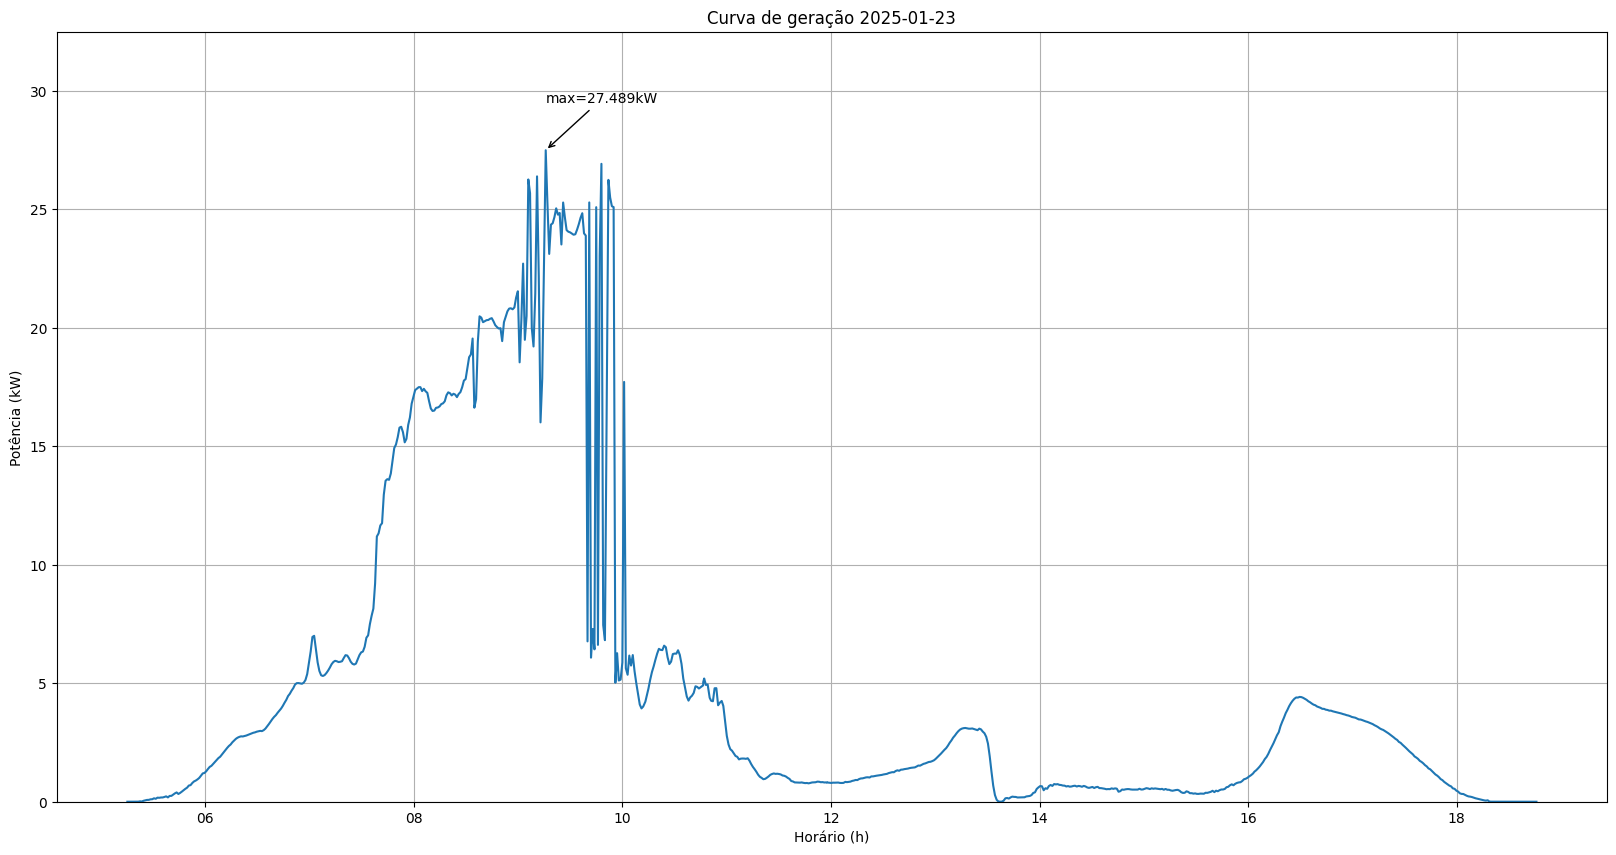 Curva de geração 2025-01-23
max=27.489kW
30
25
20
15
10
5
0
Potência (kW)
06 08 10 12 14 16 18
Horário (h)